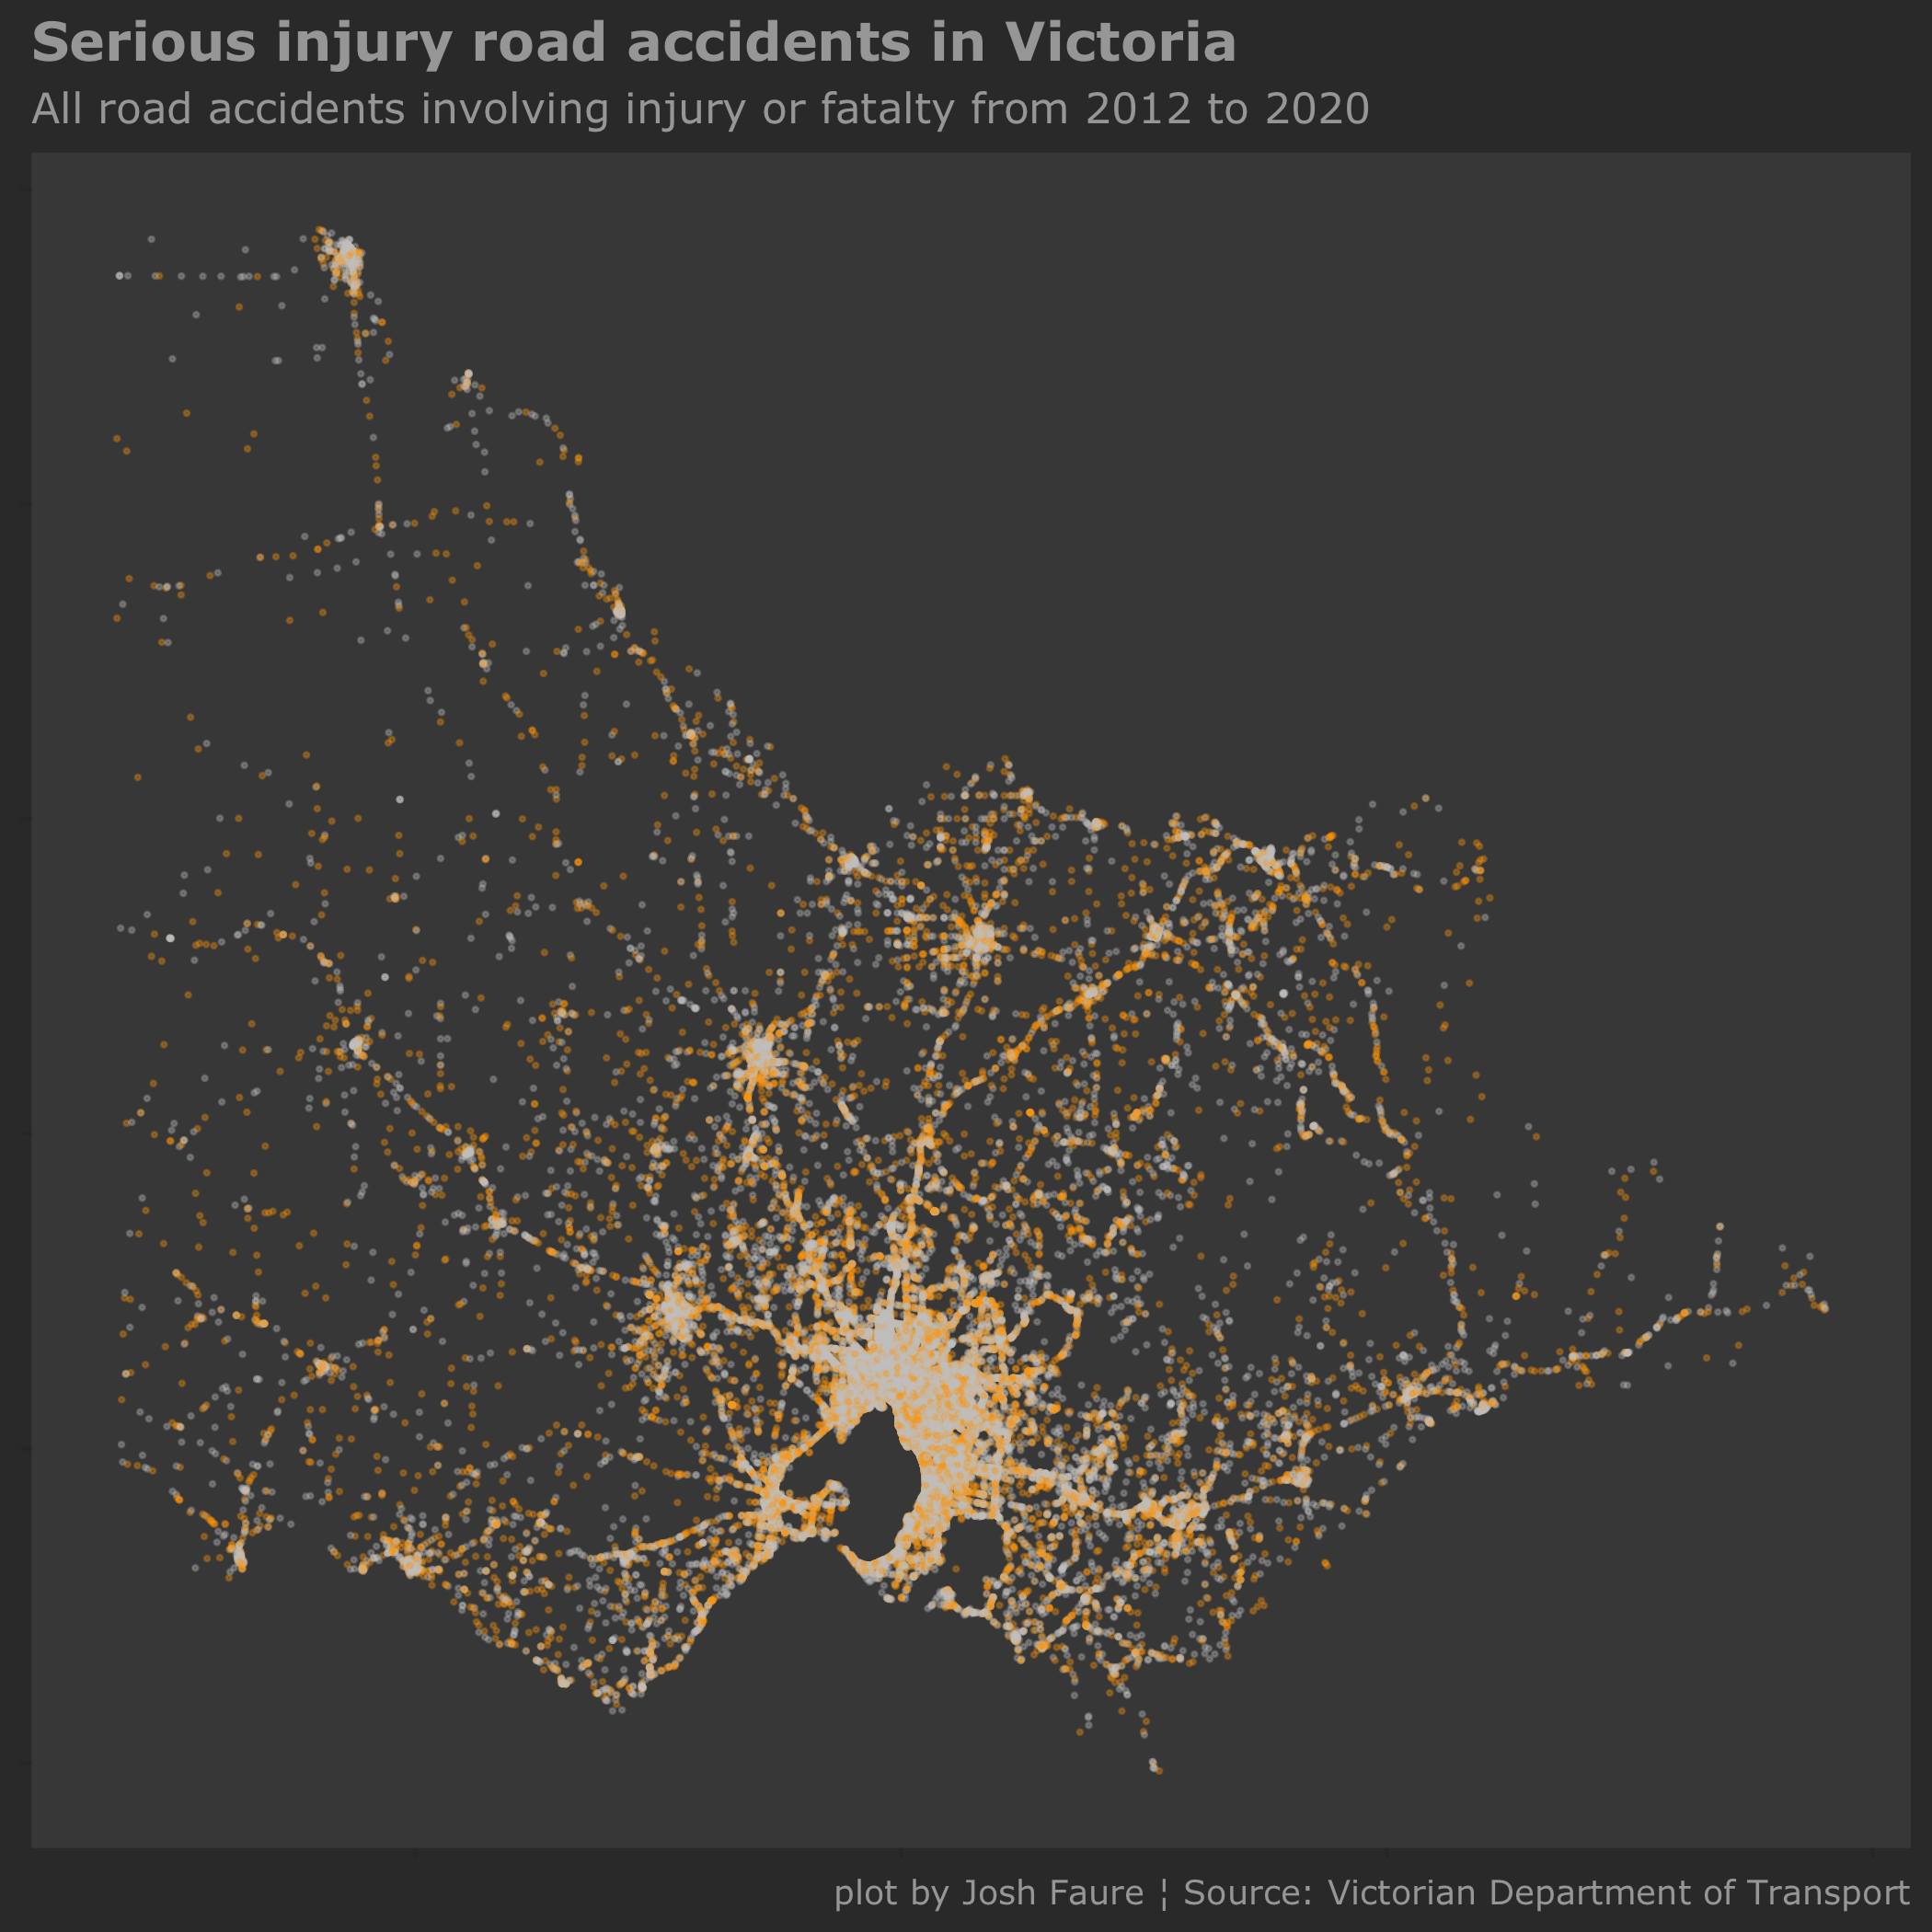 Serious injury road accidents in Victoria
All road accidents involving injury or fatalty from 2012 to 2020
plot by Josh Faure ¦ Source: Victorian Department of Transport